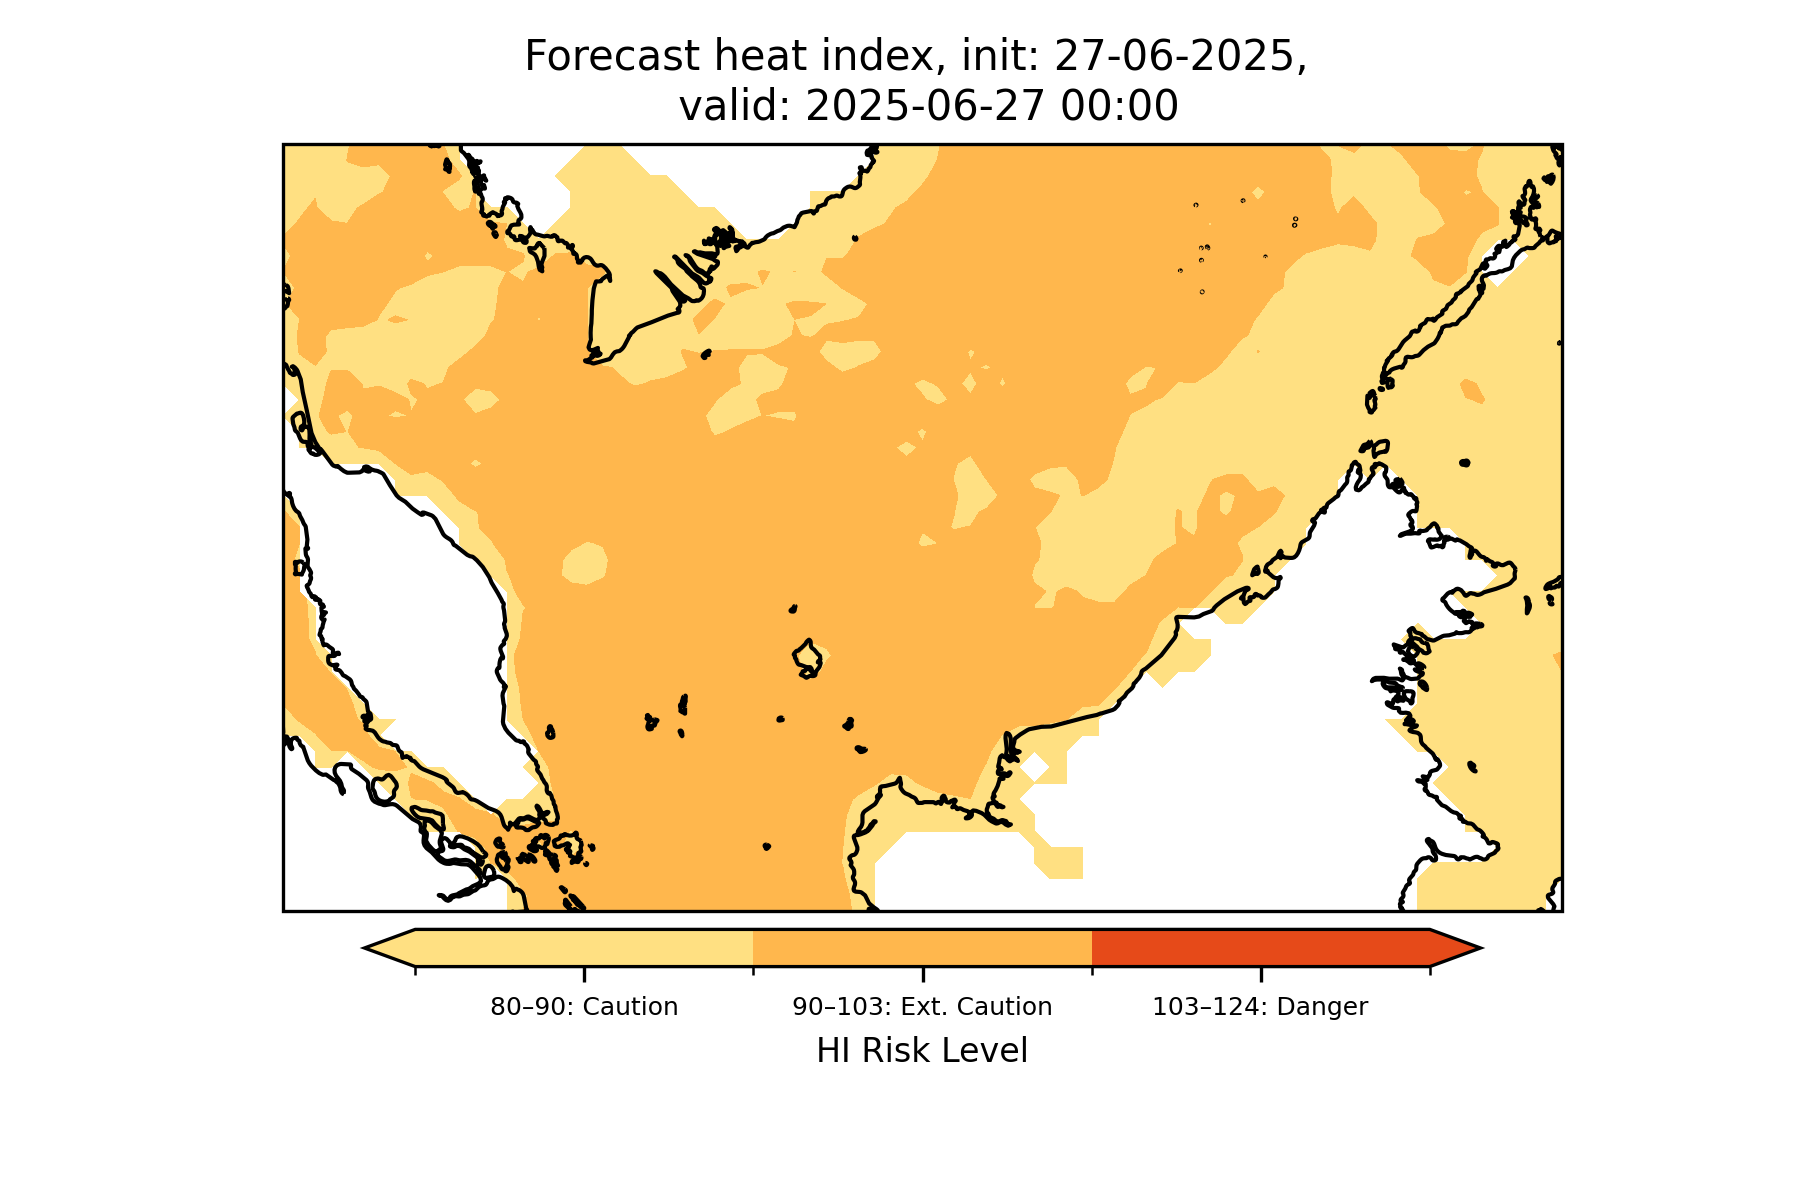 Forecast heat index, init: 27-06-2025,
valid: 2025-06-27 00:00
80–90: Caution
90–103: Ext. Caution
103–124: Danger
HI Risk Level